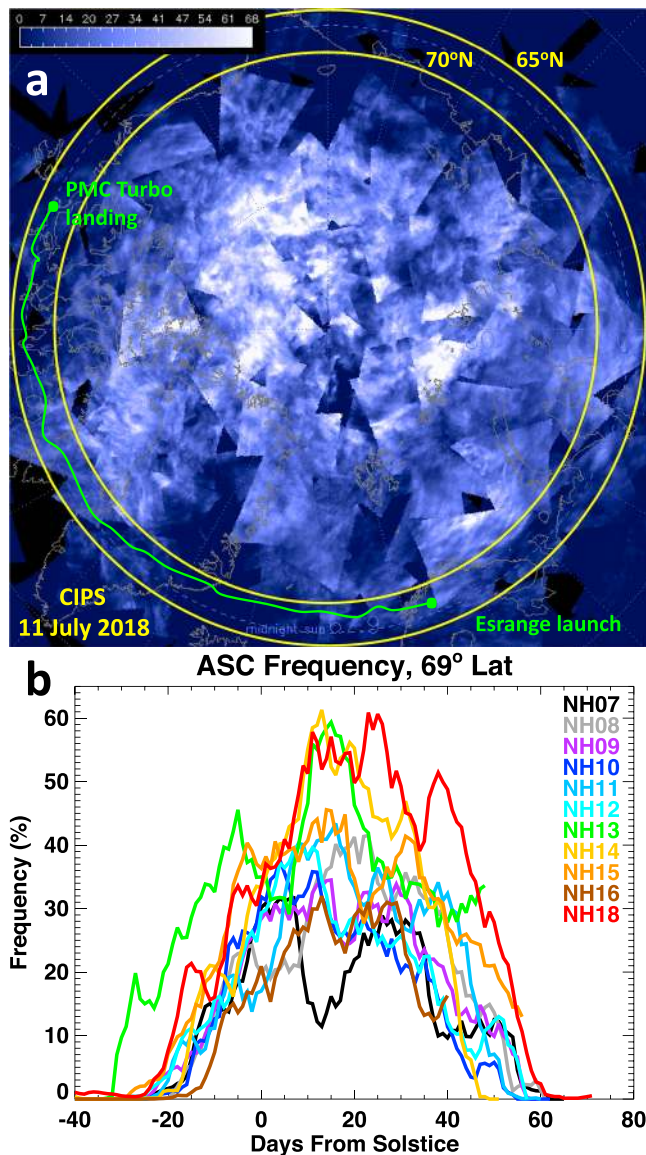 0 7 14 20 27 34 41 48 54 61 68
a
70ºN 65ºN
PMC Turbo
landing
CIPS
11 July 2018
Esrange launch
midnight sun
b
ASC Frequency, 69º Lat
NH07
NH08
NH09
NH10
NH11
NH12
NH13
NH14
NH15
NH16
NH18
Frequency (%)
60
50
40
30
20
10
0
-40 -20 0 20 40 60 80
Days From Solstice